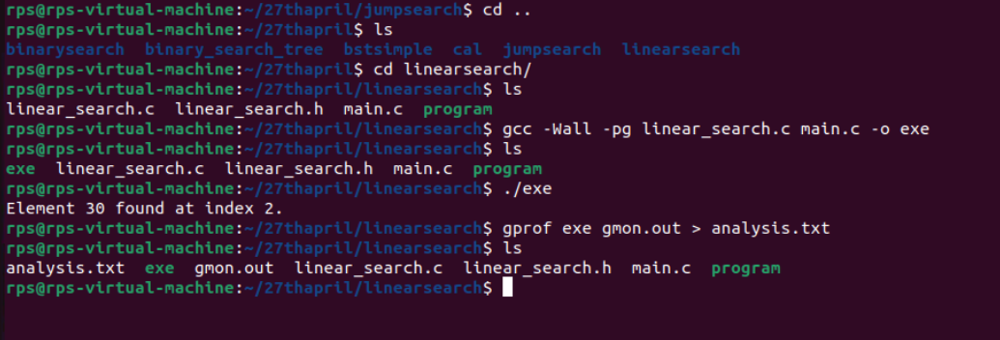 rps@rps-virtual-machine:~/27thapril/jumpsearch$ cd ..
rps@rps-virtual-machine:~/27thapril$ ls
binarysearch  binary_search_tree  bstsimple  cal  jumpsearch  linearsearch
rps@rps-virtual-machine:~/27thapril$ cd linearsearch/
rps@rps-virtual-machine:~/27thapril/linearsearch$ ls
linear_search.c  linear_search.h  main.c  program
rps@rps-virtual-machine:~/27thapril/linearsearch$ gcc -Wall -pg linear_search.c main.c -o exe
rps@rps-virtual-machine:~/27thapril/linearsearch$ ls
exe  linear_search.c  linear_search.h  main.c  program
rps@rps-virtual-machine:~/27thapril/linearsearch$ ./exe
Element 30 found at index 2.
rps@rps-virtual-machine:~/27thapril/linearsearch$ gprof exe gmon.out > analysis.txt
rps@rps-virtual-machine:~/27thapril/linearsearch$ ls
analysis.txt  exe  gmon.out  linear_search.c  linear_search.h  main.c  program
rps@rps-virtual-machine:~/27thapril/linearsearch$